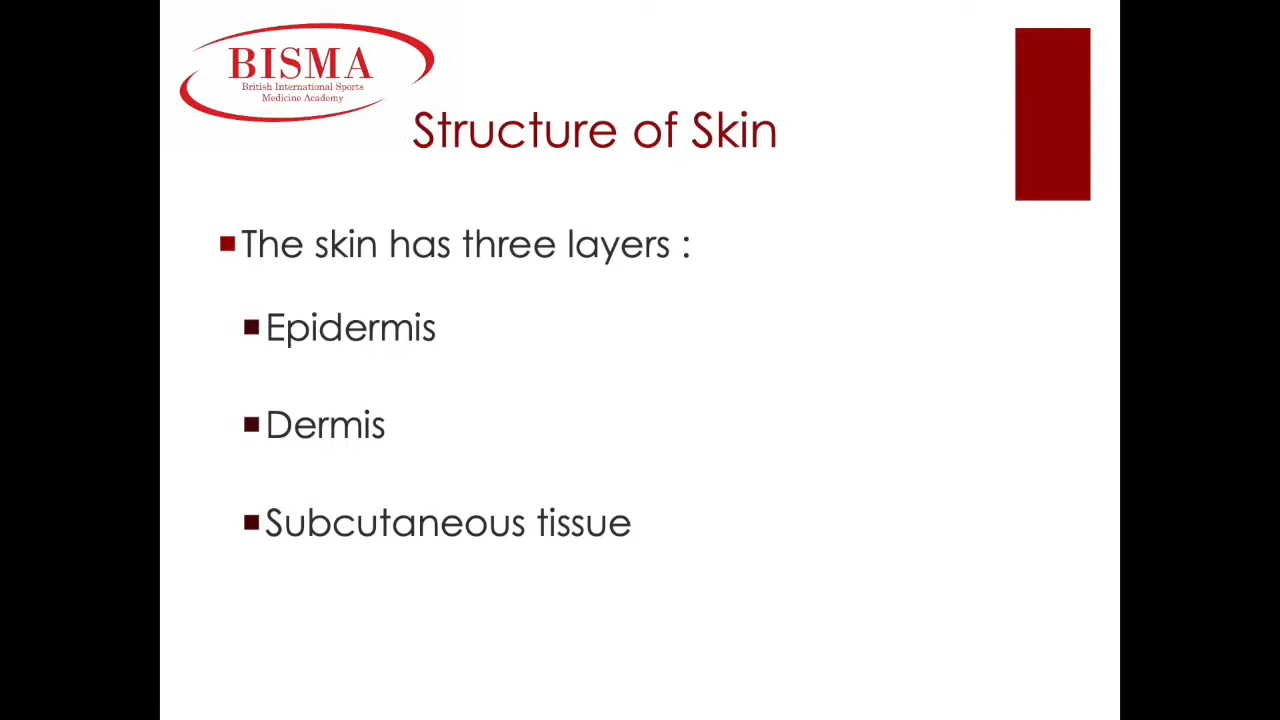 BISMA
British International Sports
Medicine Academy
Structure of Skin
The skin has three layers :
Epidermis
Dermis
Subcutaneous tissue